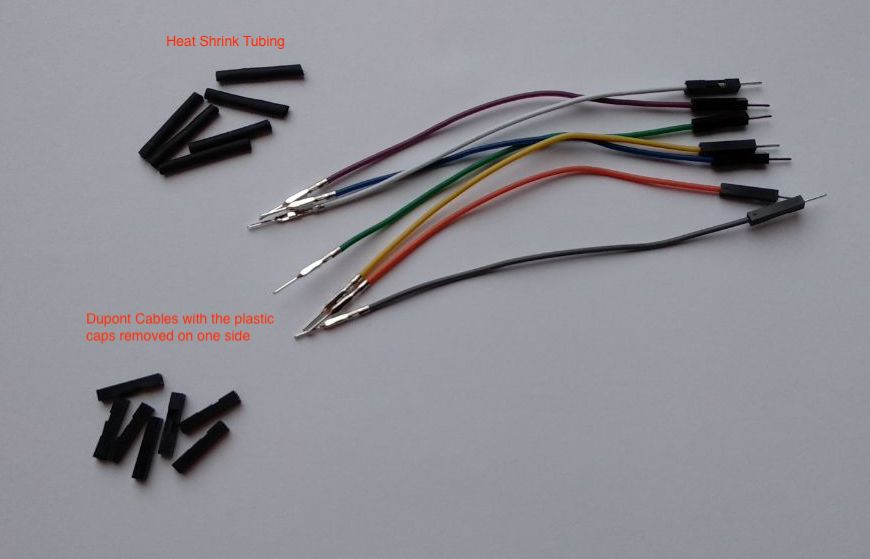 Heat Shrink Tubing
Dupont Cables with the plastic
caps removed on one side